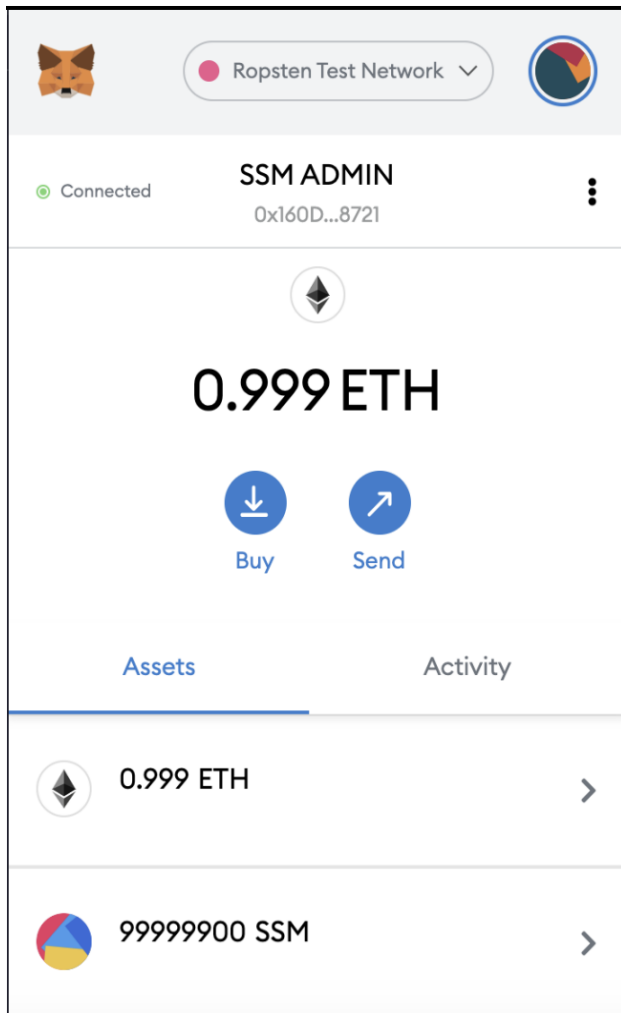 Ropsten Test Network
Connected
SSM ADMIN
0x160D...8721
0.999 ETH
Buy
Send
Assets
Activity
0.999 ETH
99999900 SSM